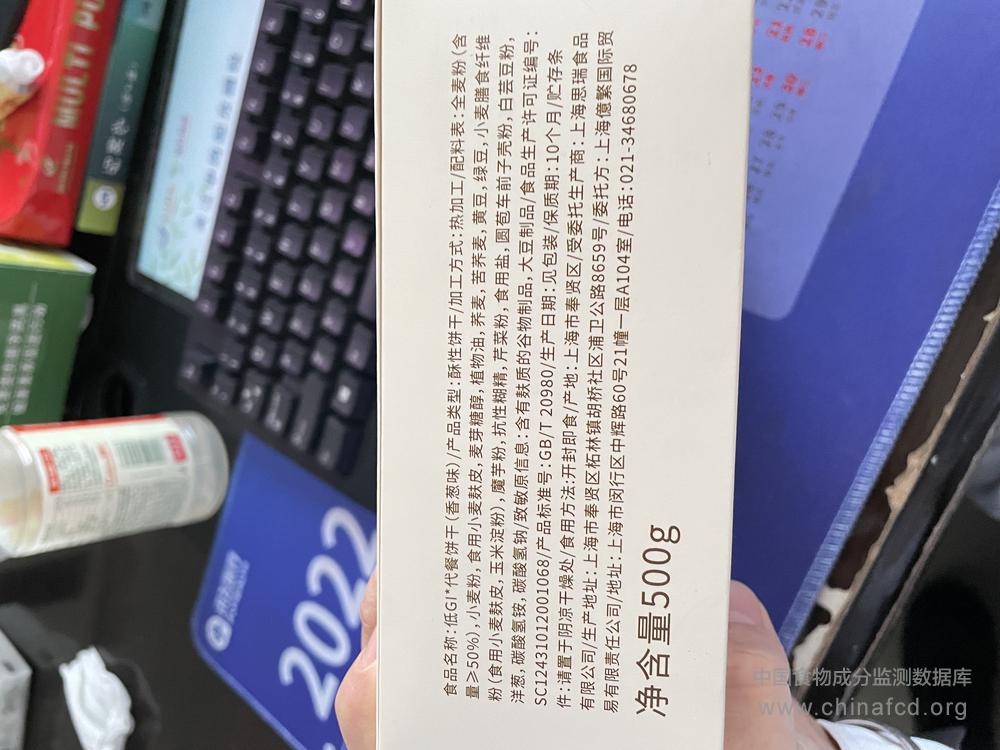 食品名称:低GI*代餐饼干(香葱味)/产品类型:酥性饼干/加工方式:热加工/配料表:全麦粉(含
量≥50%),小麦粉,食用小麦麸皮,麦芽糖醇,植物油,荞麦,苦荞麦,黄豆,绿豆,小麦膳食纤维
粉(食用小麦麸皮,玉米淀粉),魔芋粉,抗性糊精,芹菜粉,食用盐,圆苞车前子壳粉,白芸豆粉,
洋葱,碳酸氢铵,碳酸氢钠/致敏原信息:含有麸质的谷物制品,大豆制品/食品生产许可证编号:
SC12431012001068/产品标准号:GB/T 20980/生产日期:见包装/保质期:10个月/贮存条
件:请置于阴凉干燥处/食用方法:开封即食/产地:上海市奉贤区/受委托生产商:上海思瑞食品
有限公司/生产地址:上海市奉贤区柘林镇胡桥社区浦卫公路8659号/委托方:上海億繁国际贸
易有限责任公司/地址:上海市闵行区中辉路60号21幢一层A104室/电话:021-34680678
净含量500g
2022
MULTI
中国食物成分监测数据库
www.chinafcd.org